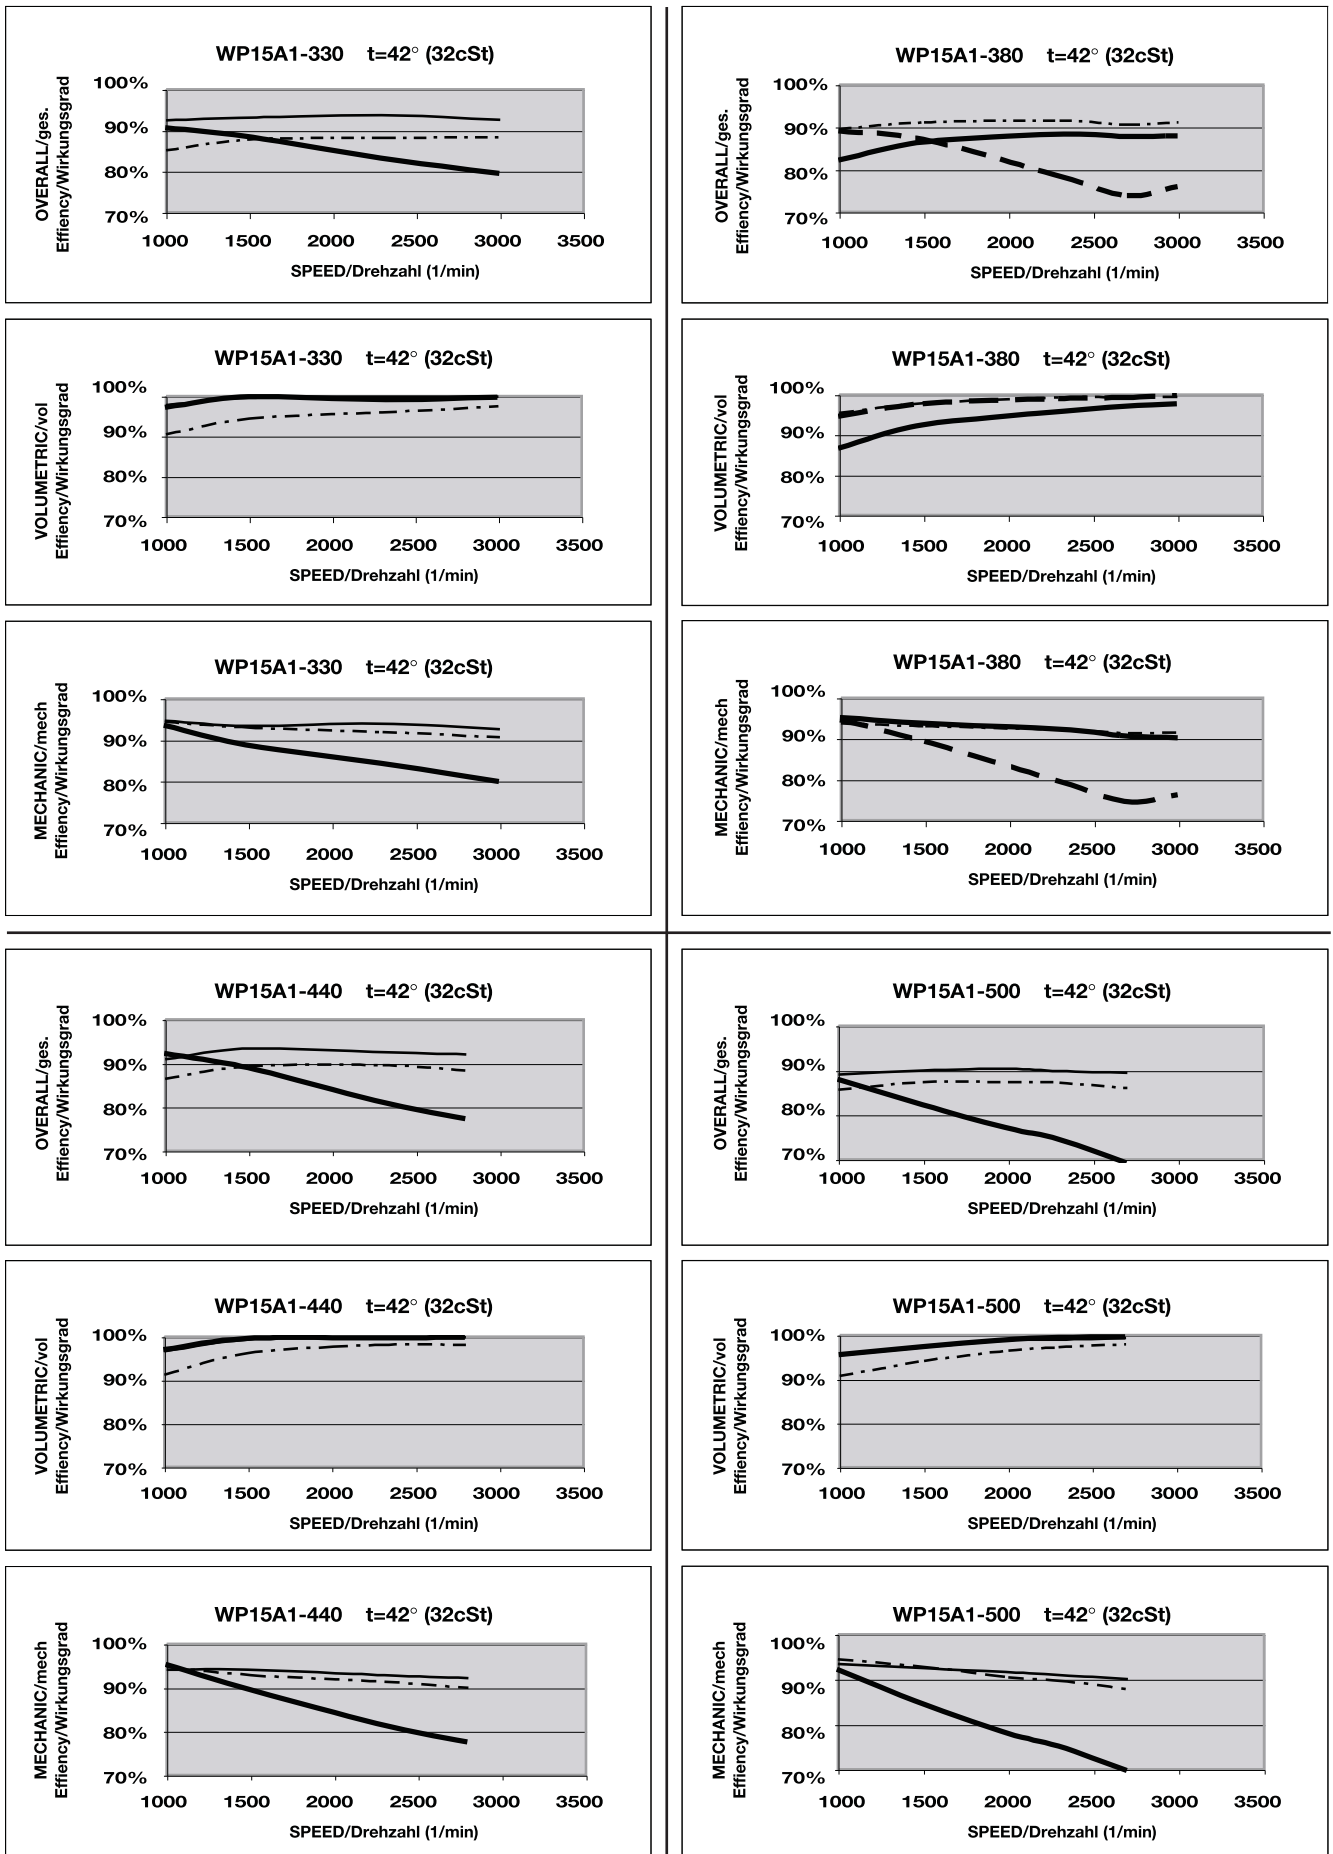 WP15A1-330 t=42° (32cSt)
OVERALL/ges.
Effiency/Wirkungsgrad
100%
90%
80%
70%
1000 1500 2000 2500 3000 3500
SPEED/Drehzahl (1/min)
WP15A1-380 t=42° (32cSt)
OVERALL/ges.
Effiency/Wirkungsgrad
100%
90%
80%
70%
1000 1500 2000 2500 3000 3500
SPEED/Drehzahl (1/min)
WP15A1-330 t=42° (32cSt)
VOLUMETRIC/vol
Effiency/Wirkungsgrad
100%
90%
80%
70%
1000 1500 2000 2500 3000 3500
SPEED/Drehzahl (1/min)
WP15A1-380 t=42° (32cSt)
VOLUMETRIC/vol
Effiency/Wirkungsgrad
100%
90%
80%
70%
1000 1500 2000 2500 3000 3500
SPEED/Drehzahl (1/min)
WP15A1-330 t=42° (32cSt)
MECHANIC/mech
Effiency/Wirkungsgrad
100%
90%
80%
70%
1000 1500 2000 2500 3000 3500
SPEED/Drehzahl (1/min)
WP15A1-380 t=42° (32cSt)
MECHANIC/mech
Effiency/Wirkungsgrad
100%
90%
80%
70%
1000 1500 2000 2500 3000 3500
SPEED/Drehzahl (1/min)
WP15A1-440 t=42° (32cSt)
OVERALL/ges.
Effiency/Wirkungsgrad
100%
90%
80%
70%
1000 1500 2000 2500 3000 3500
SPEED/Drehzahl (1/min)
WP15A1-500 t=42° (32cSt)
OVERALL/ges.
Effiency/Wirkungsgrad
100%
90%
80%
70%
1000 1500 2000 2500 3000 3500
SPEED/Drehzahl (1/min)
WP15A1-440 t=42° (32cSt)
VOLUMETRIC/vol
Effiency/Wirkungsgrad
100%
90%
80%
70%
1000 1500 2000 2500 3000 3500
SPEED/Drehzahl (1/min)
WP15A1-500 t=42° (32cSt)
VOLUMETRIC/vol
Effiency/Wirkungsgrad
100%
90%
80%
70%
1000 1500 2000 2500 3000 3500
SPEED/Drehzahl (1/min)
WP15A1-440 t=42° (32cSt)
MECHANIC/mech
Effiency/Wirkungsgrad
100%
90%
80%
70%
1000 1500 2000 2500 3000 3500
SPEED/Drehzahl (1/min)
WP15A1-500 t=42° (32cSt)
MECHANIC/mech
Effiency/Wirkungsgrad
100%
90%
80%
70%
1000 1500 2000 2500 3000 3500
SPEED/Drehzahl (1/min)